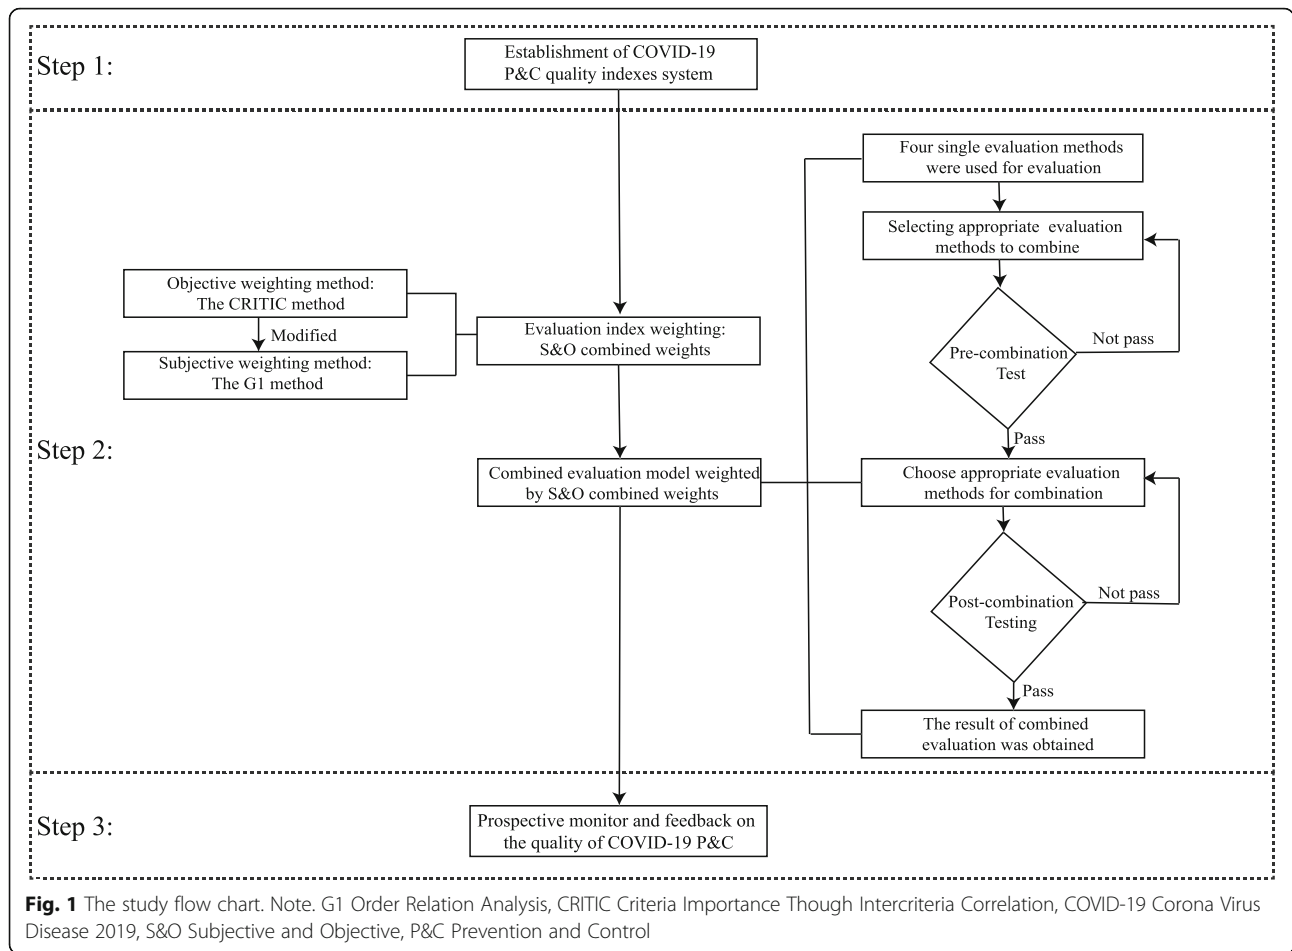 Step 1:
Establishment of COVID-19
P&C quality indexes system
Four single evaluation methods
were used for evaluation
Selecting appropriate evaluation
methods to combine
Objective weighting method:
The CRITIC method
Modified
Subjective weighting method:
The G1 method
Evaluation index weighting:
S&O combined weights
Not pass
Pre-combination
Test
Pass
Step 2:
Combined evaluation model weighted
by S&O combined weights
Choose appropriate evaluation
methods for combination
Not pass
Post-combination
Testing
Pass
The result of combined
evaluation was obtained
Step 3:
Prospective monitor and feedback on
the quality of COVID-19 P&C
Fig. 1 The study flow chart. Note. G1 Order Relation Analysis, CRITIC Criteria Importance Though Intercriteria Correlation, COVID-19 Corona Virus
Disease 2019, S&O Subjective and Objective, P&C Prevention and Control